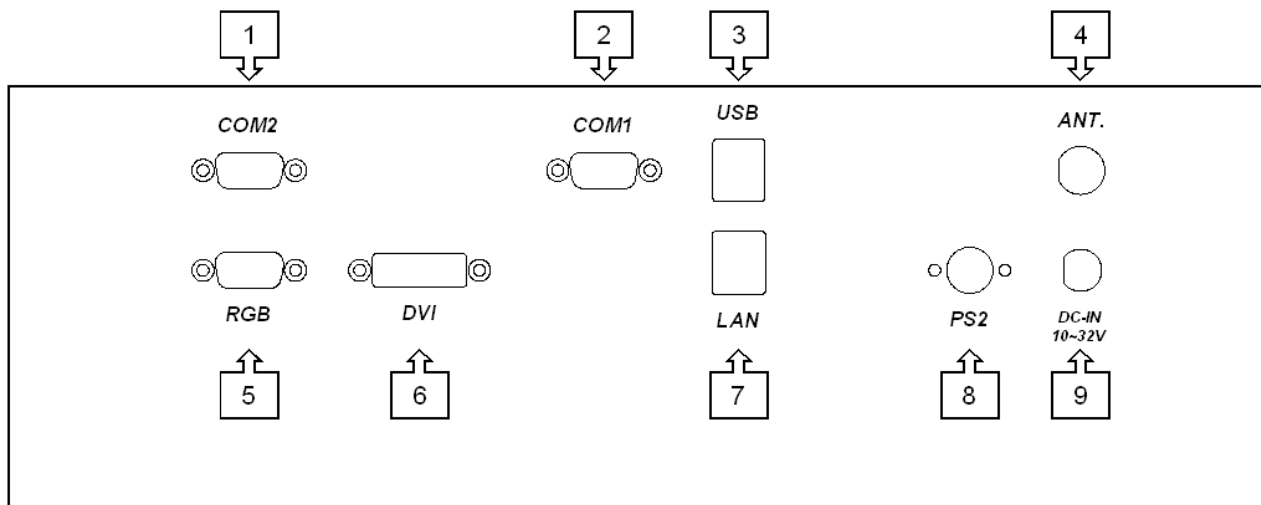 1
2
3
4
COM2
COM1
USB
ANT.
RGB
DVI
LAN
PS2
DC-IN
10~32V
5
6
7
8
9